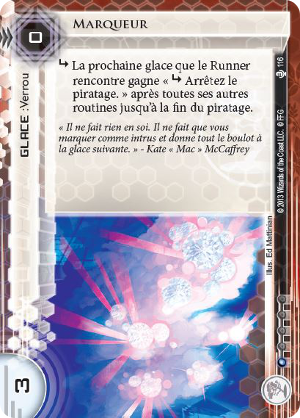 MARQUEUR
0
GLACE : Verrou
↳ La prochaine glace que le Runner
rencontre gagne « ↳ Arrêtez le
piratage. » après toutes ses autres
routines jusqu'à la fin du piratage.
« Il ne fait rien en soi. Il ne fait que vous
marquer comme intrus et donne tout le boulot à
la glace suivante. » - Kate « Mac » McCaffrey
116
© 2013 Wizards of the Coast LLC. © FFG
Illus. Ed Mattinian
3